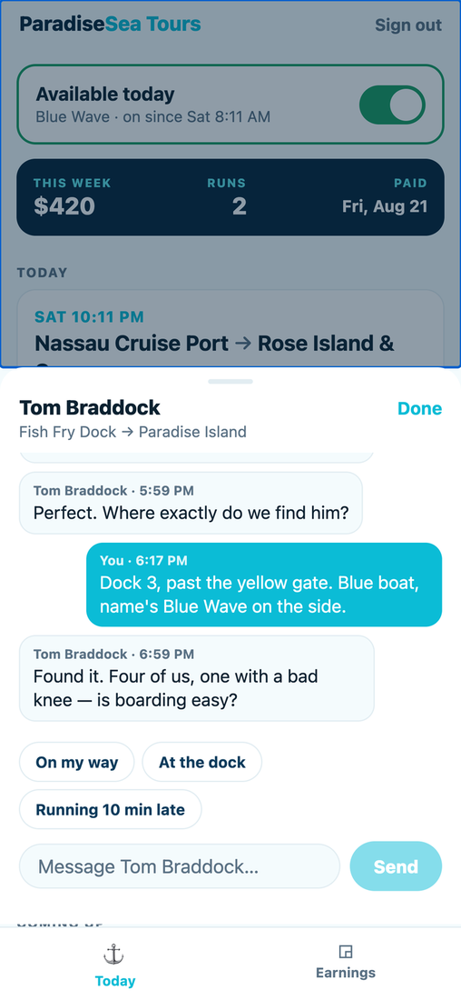 ParadiseSea Tours
Sign out
Available today
Blue Wave · on since Sat 8:11 AM
THIS WEEK
RUNS
PAID
$420
2
Fri, Aug 21
TODAY
SAT 10:11 PM
Nassau Cruise Port → Rose Island &
Tom Braddock
Done
Fish Fry Dock → Paradise Island
Tom Braddock · 5:59 PM
Perfect. Where exactly do we find him?
You · 6:17 PM
Dock 3, past the yellow gate. Blue boat,
name's Blue Wave on the side.
Tom Braddock · 6:59 PM
Found it. Four of us, one with a bad
knee — is boarding easy?
On my way
At the dock
Running 10 min late
Message Tom Braddock...
Send
COMING UP
Today
Earnings